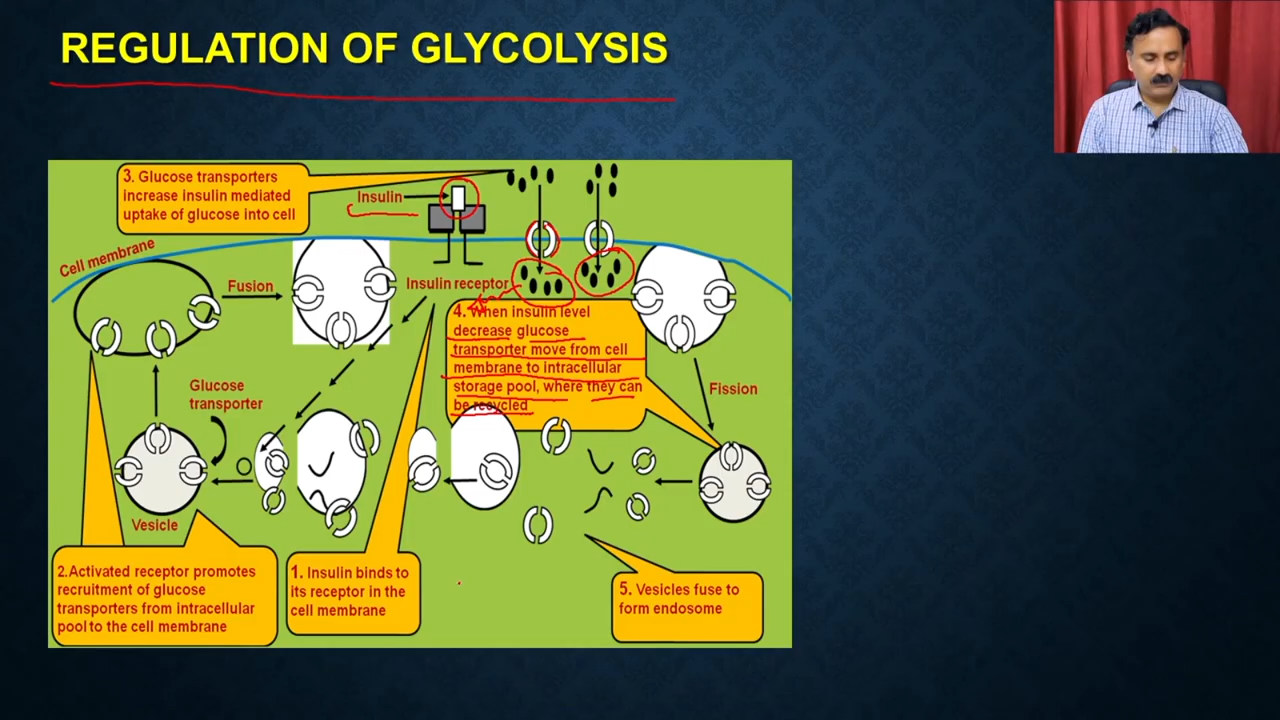 REGULATION OF GLYCOLYSIS
3. Glucose transporters
increase insulin mediated
uptake of glucose into cell
Insulin
Cell membrane
Fusion
Insulin receptor
4. When insulin level
decrease glucose
transporter move from cell
membrane to intracellular
storage pool, where they can
be recycled
Fission
Glucose
transporter
Vesicle
2.Activated receptor promotes
recruitment of glucose
transporters from intracellular
pool to the cell membrane
1. Insulin binds to
its receptor in the
cell membrane
5. Vesicles fuse to
form endosome